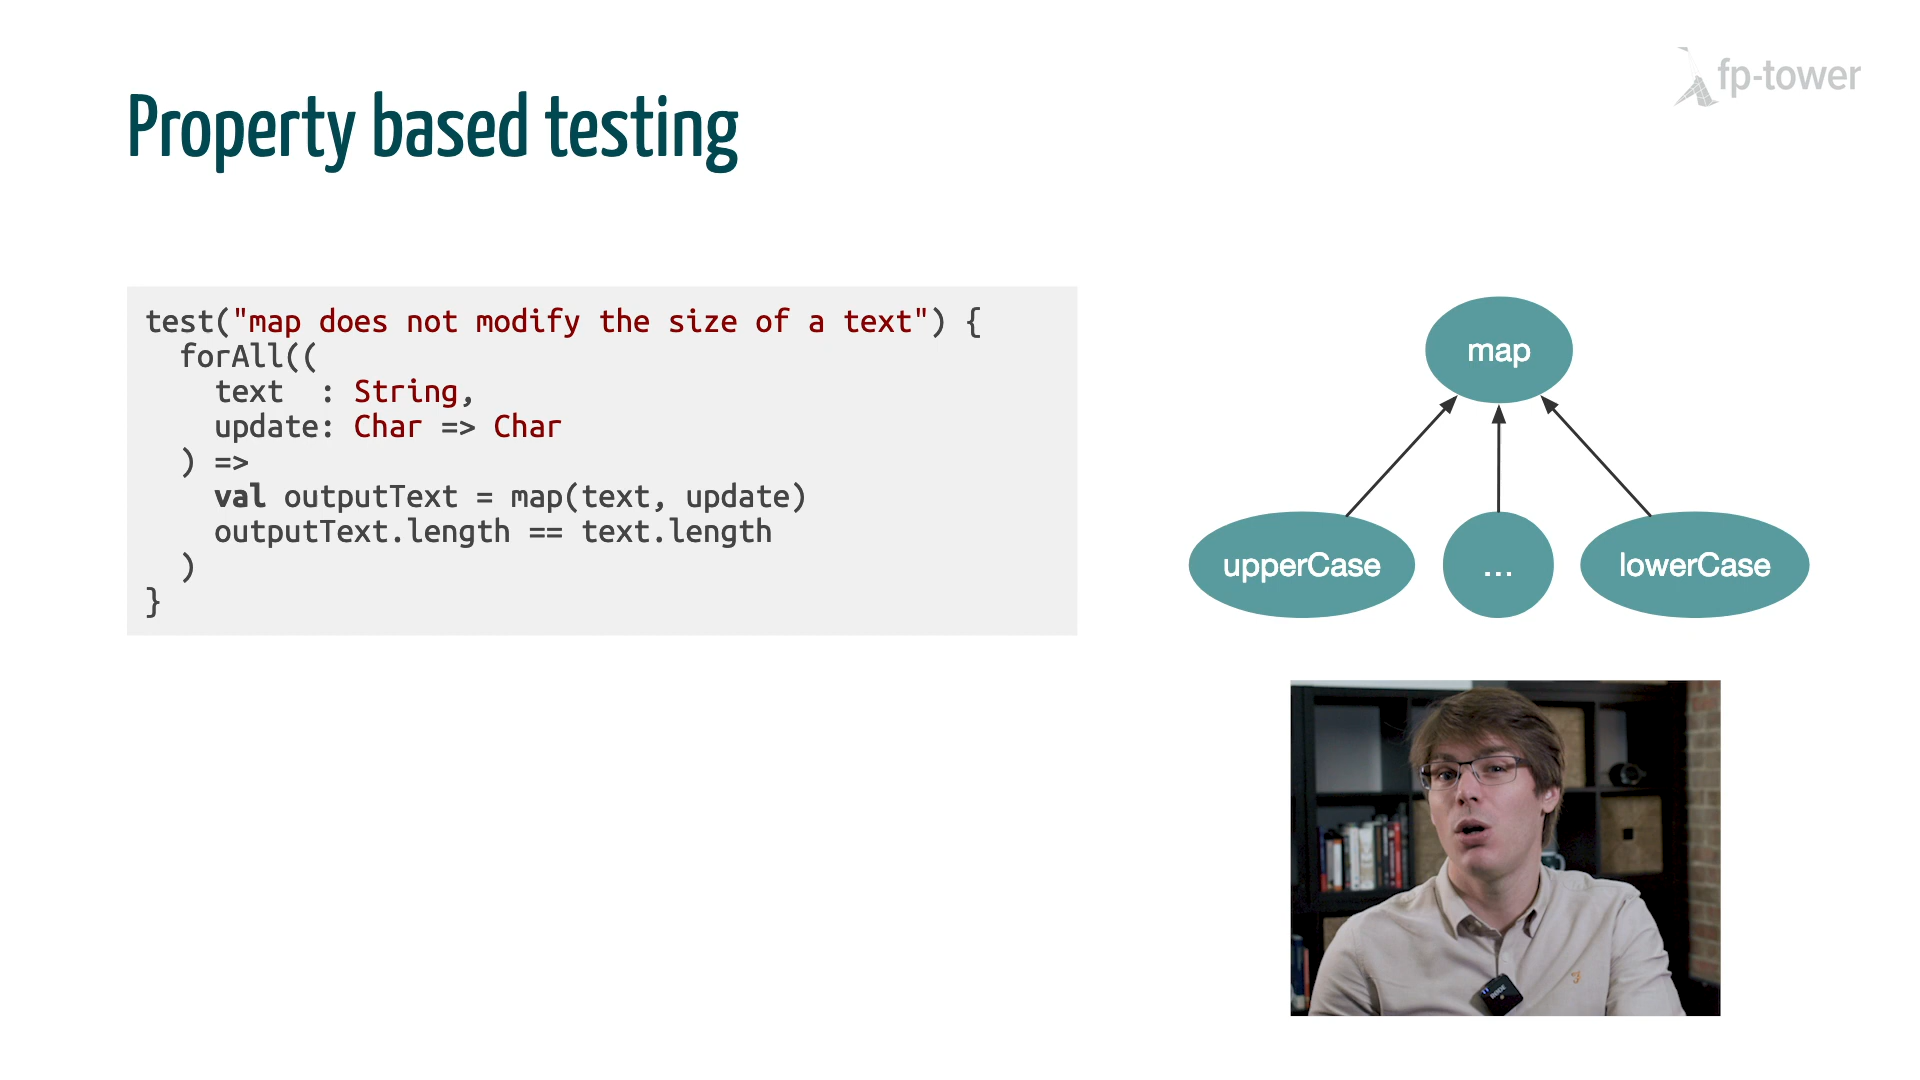 fp-tower
Property based testing
test("map does not modify the size of a text") {
  forAll((
    text  : String,
    update: Char => Char
  ) =>
    val outputText = map(text, update)
    outputText.length == text.length
  )
}
map
upperCase
...
lowerCase